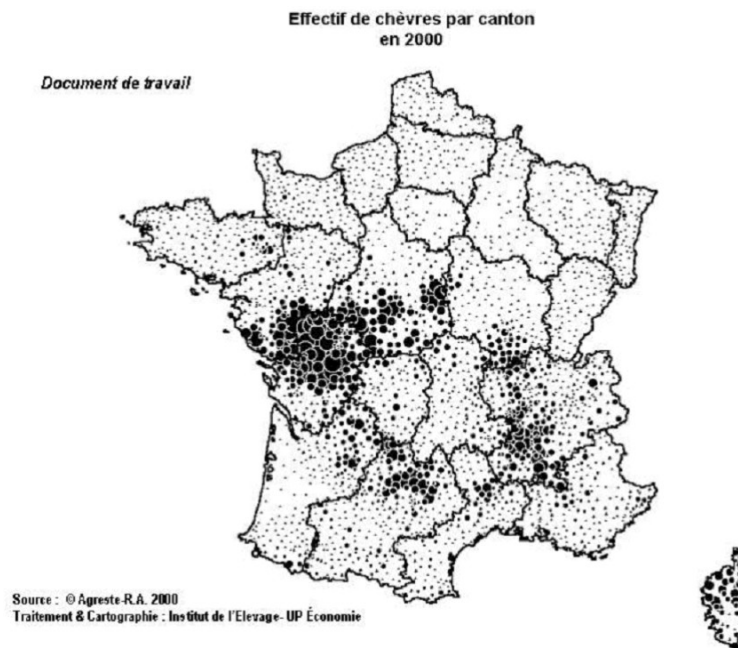 Effectif de chèvres par canton
en 2000
Document de travail
Source : © Agreste-R.A. 2000
Traitement & Cartographie : Institut de l'Elevage- UP Économie